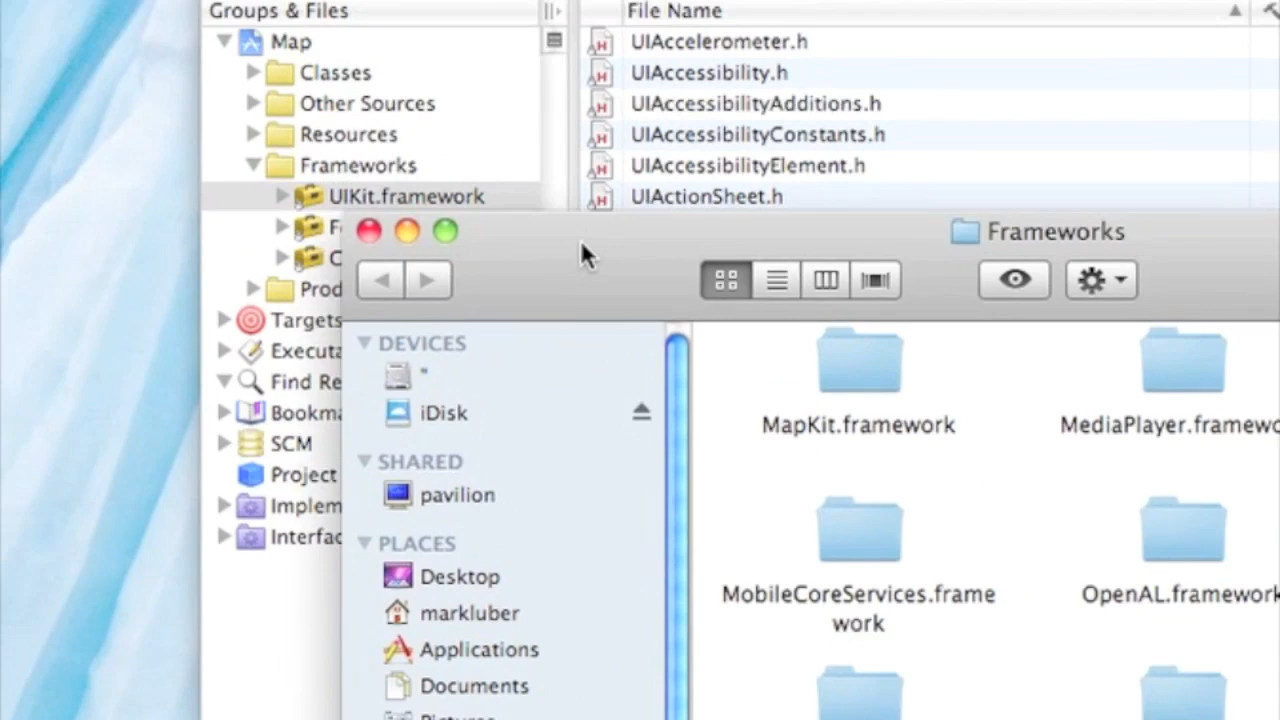 Groups & Files
File Name
Map
UIAccelerometer.h
Classes
UIAccessibility.h
Other Sources
UIAccessibilityAdditions.h
Resources
UIAccessibilityConstants.h
Frameworks
UIAccessibilityElement.h
UIKit.framework
UIActionSheet.h
F
Frameworks
C
Prod
Targets
Executa
Find Re
Bookma
SCM
Project
Implem
Interfac
DEVICES
"
iDisk
SHARED
pavilion
PLACES
Desktop
markluber
Applications
Documents
MapKit.framework
MediaPlayer.framewo
MobileCoreServices.frame
work
OpenAL.framework